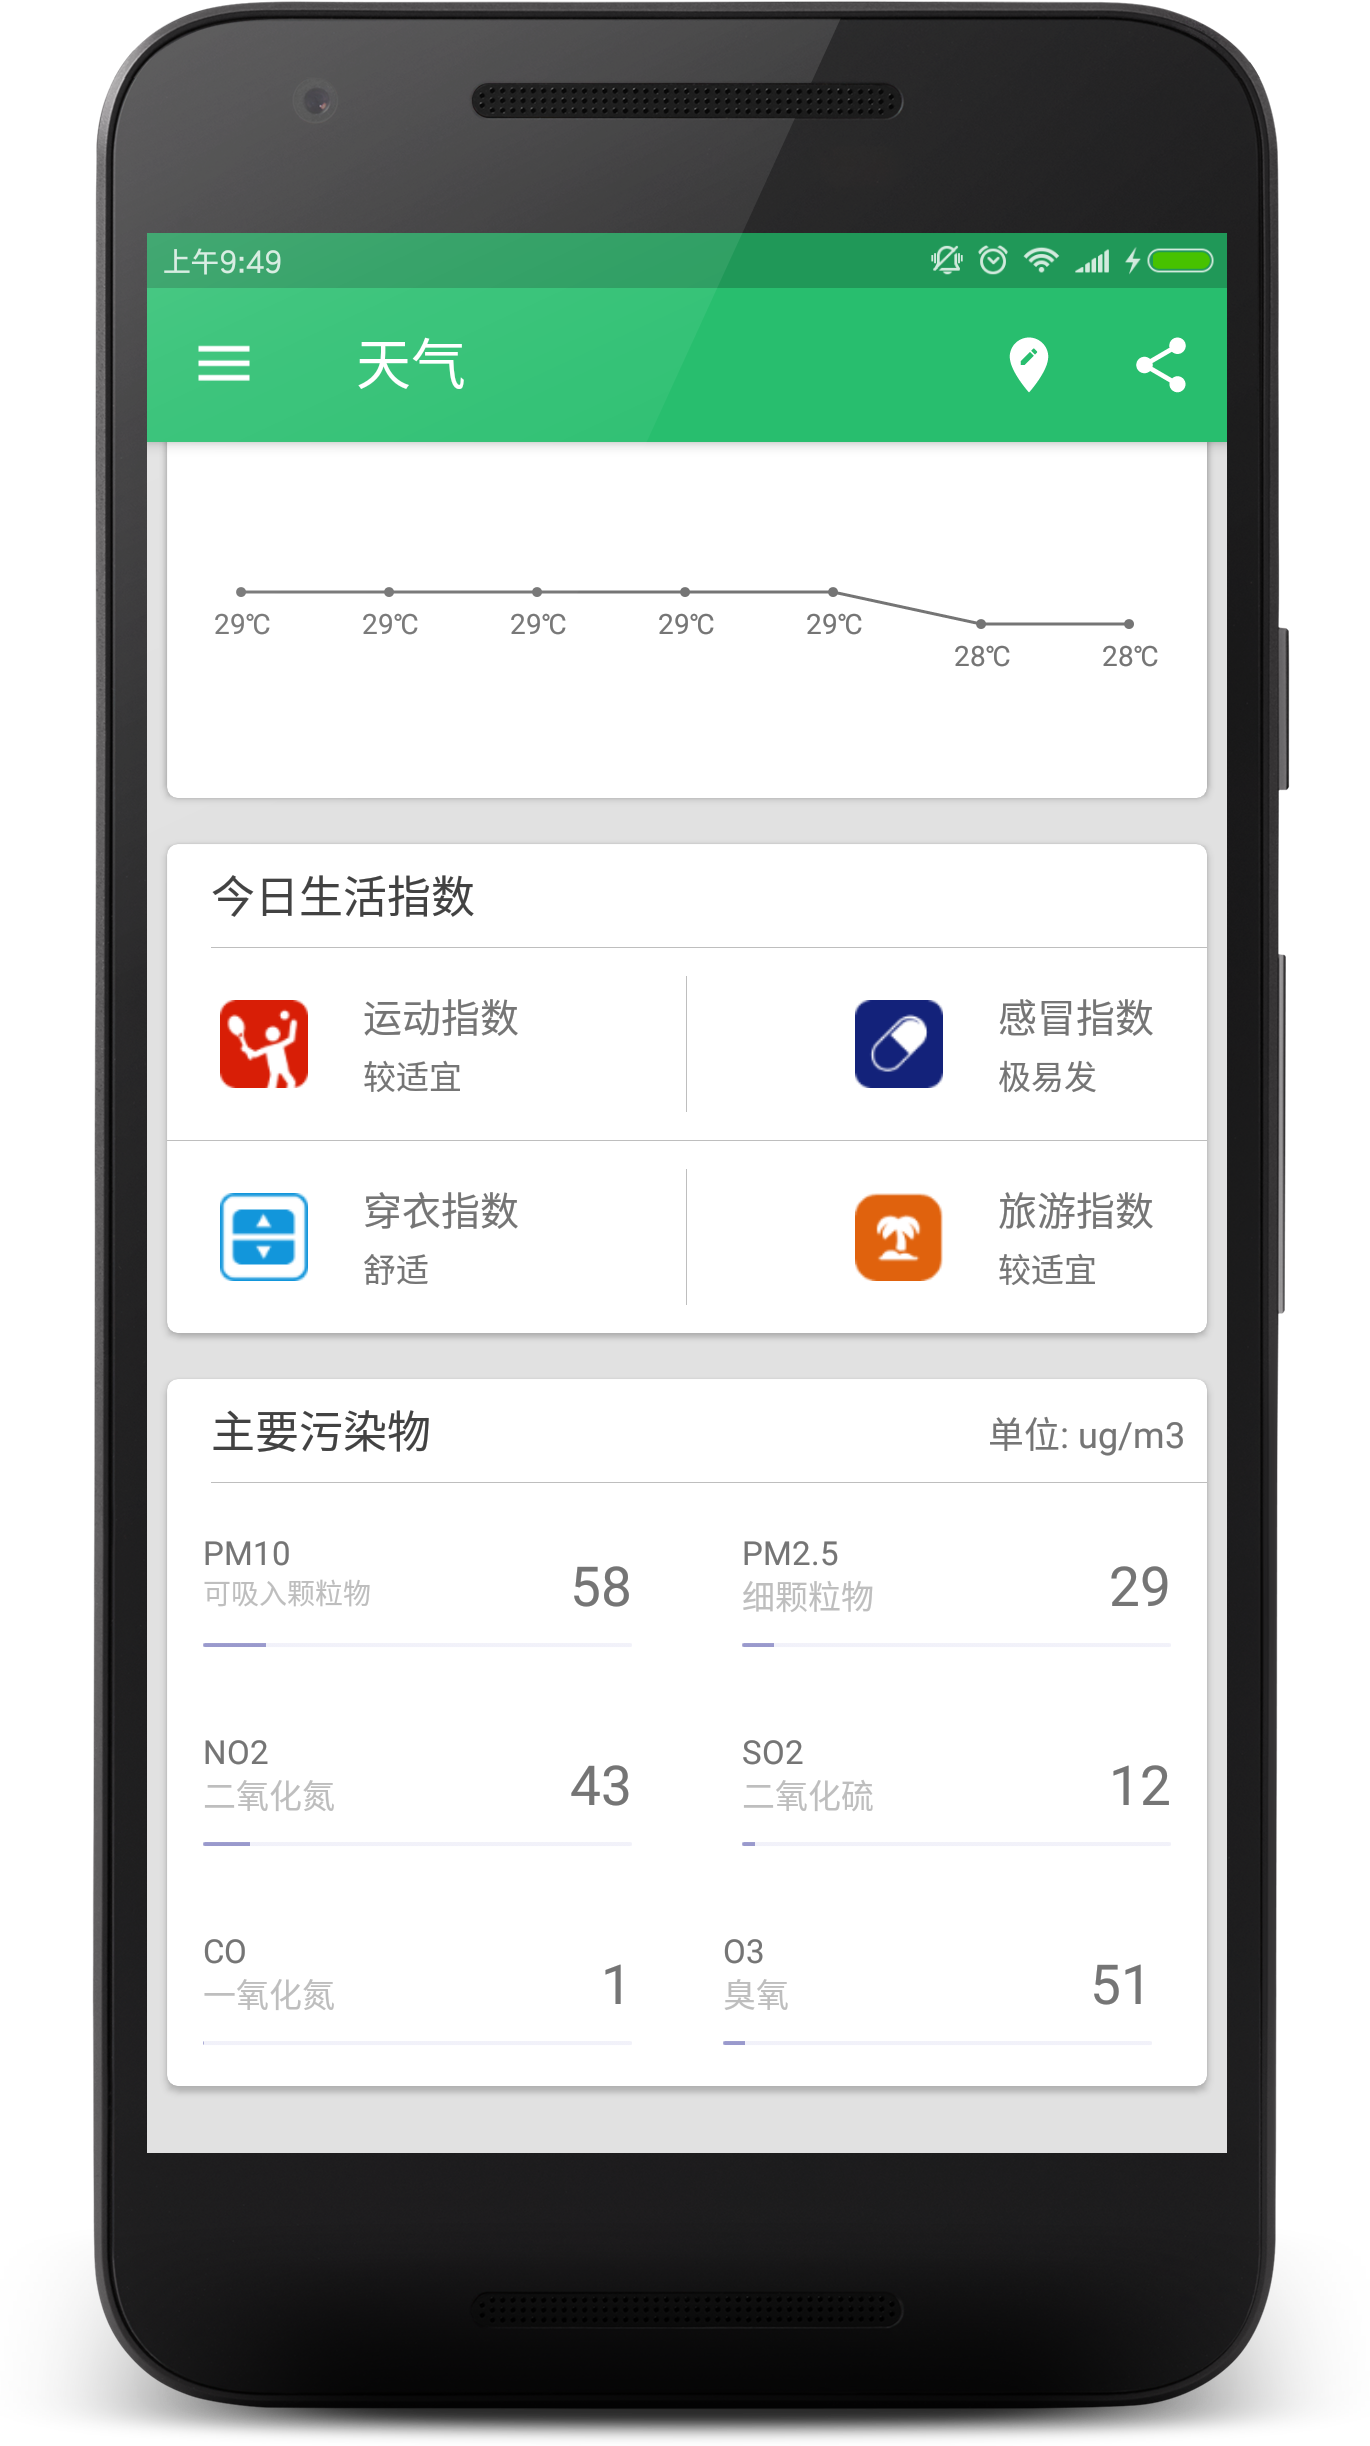 上午9:49
天气
29℃ 29℃ 29℃ 29℃ 29℃
28℃ 28℃
今日生活指数
运动指数 感冒指数
较适宜 极易发
穿衣指数 旅游指数
舒适 较适宜
主要污染物 单位: ug/m3
PM10 58 PM2.5 29
可吸入颗粒物 细颗粒物
NO2 43 SO2 12
二氧化氮 二氧化硫
CO 1 O3 51
一氧化氮 臭氧